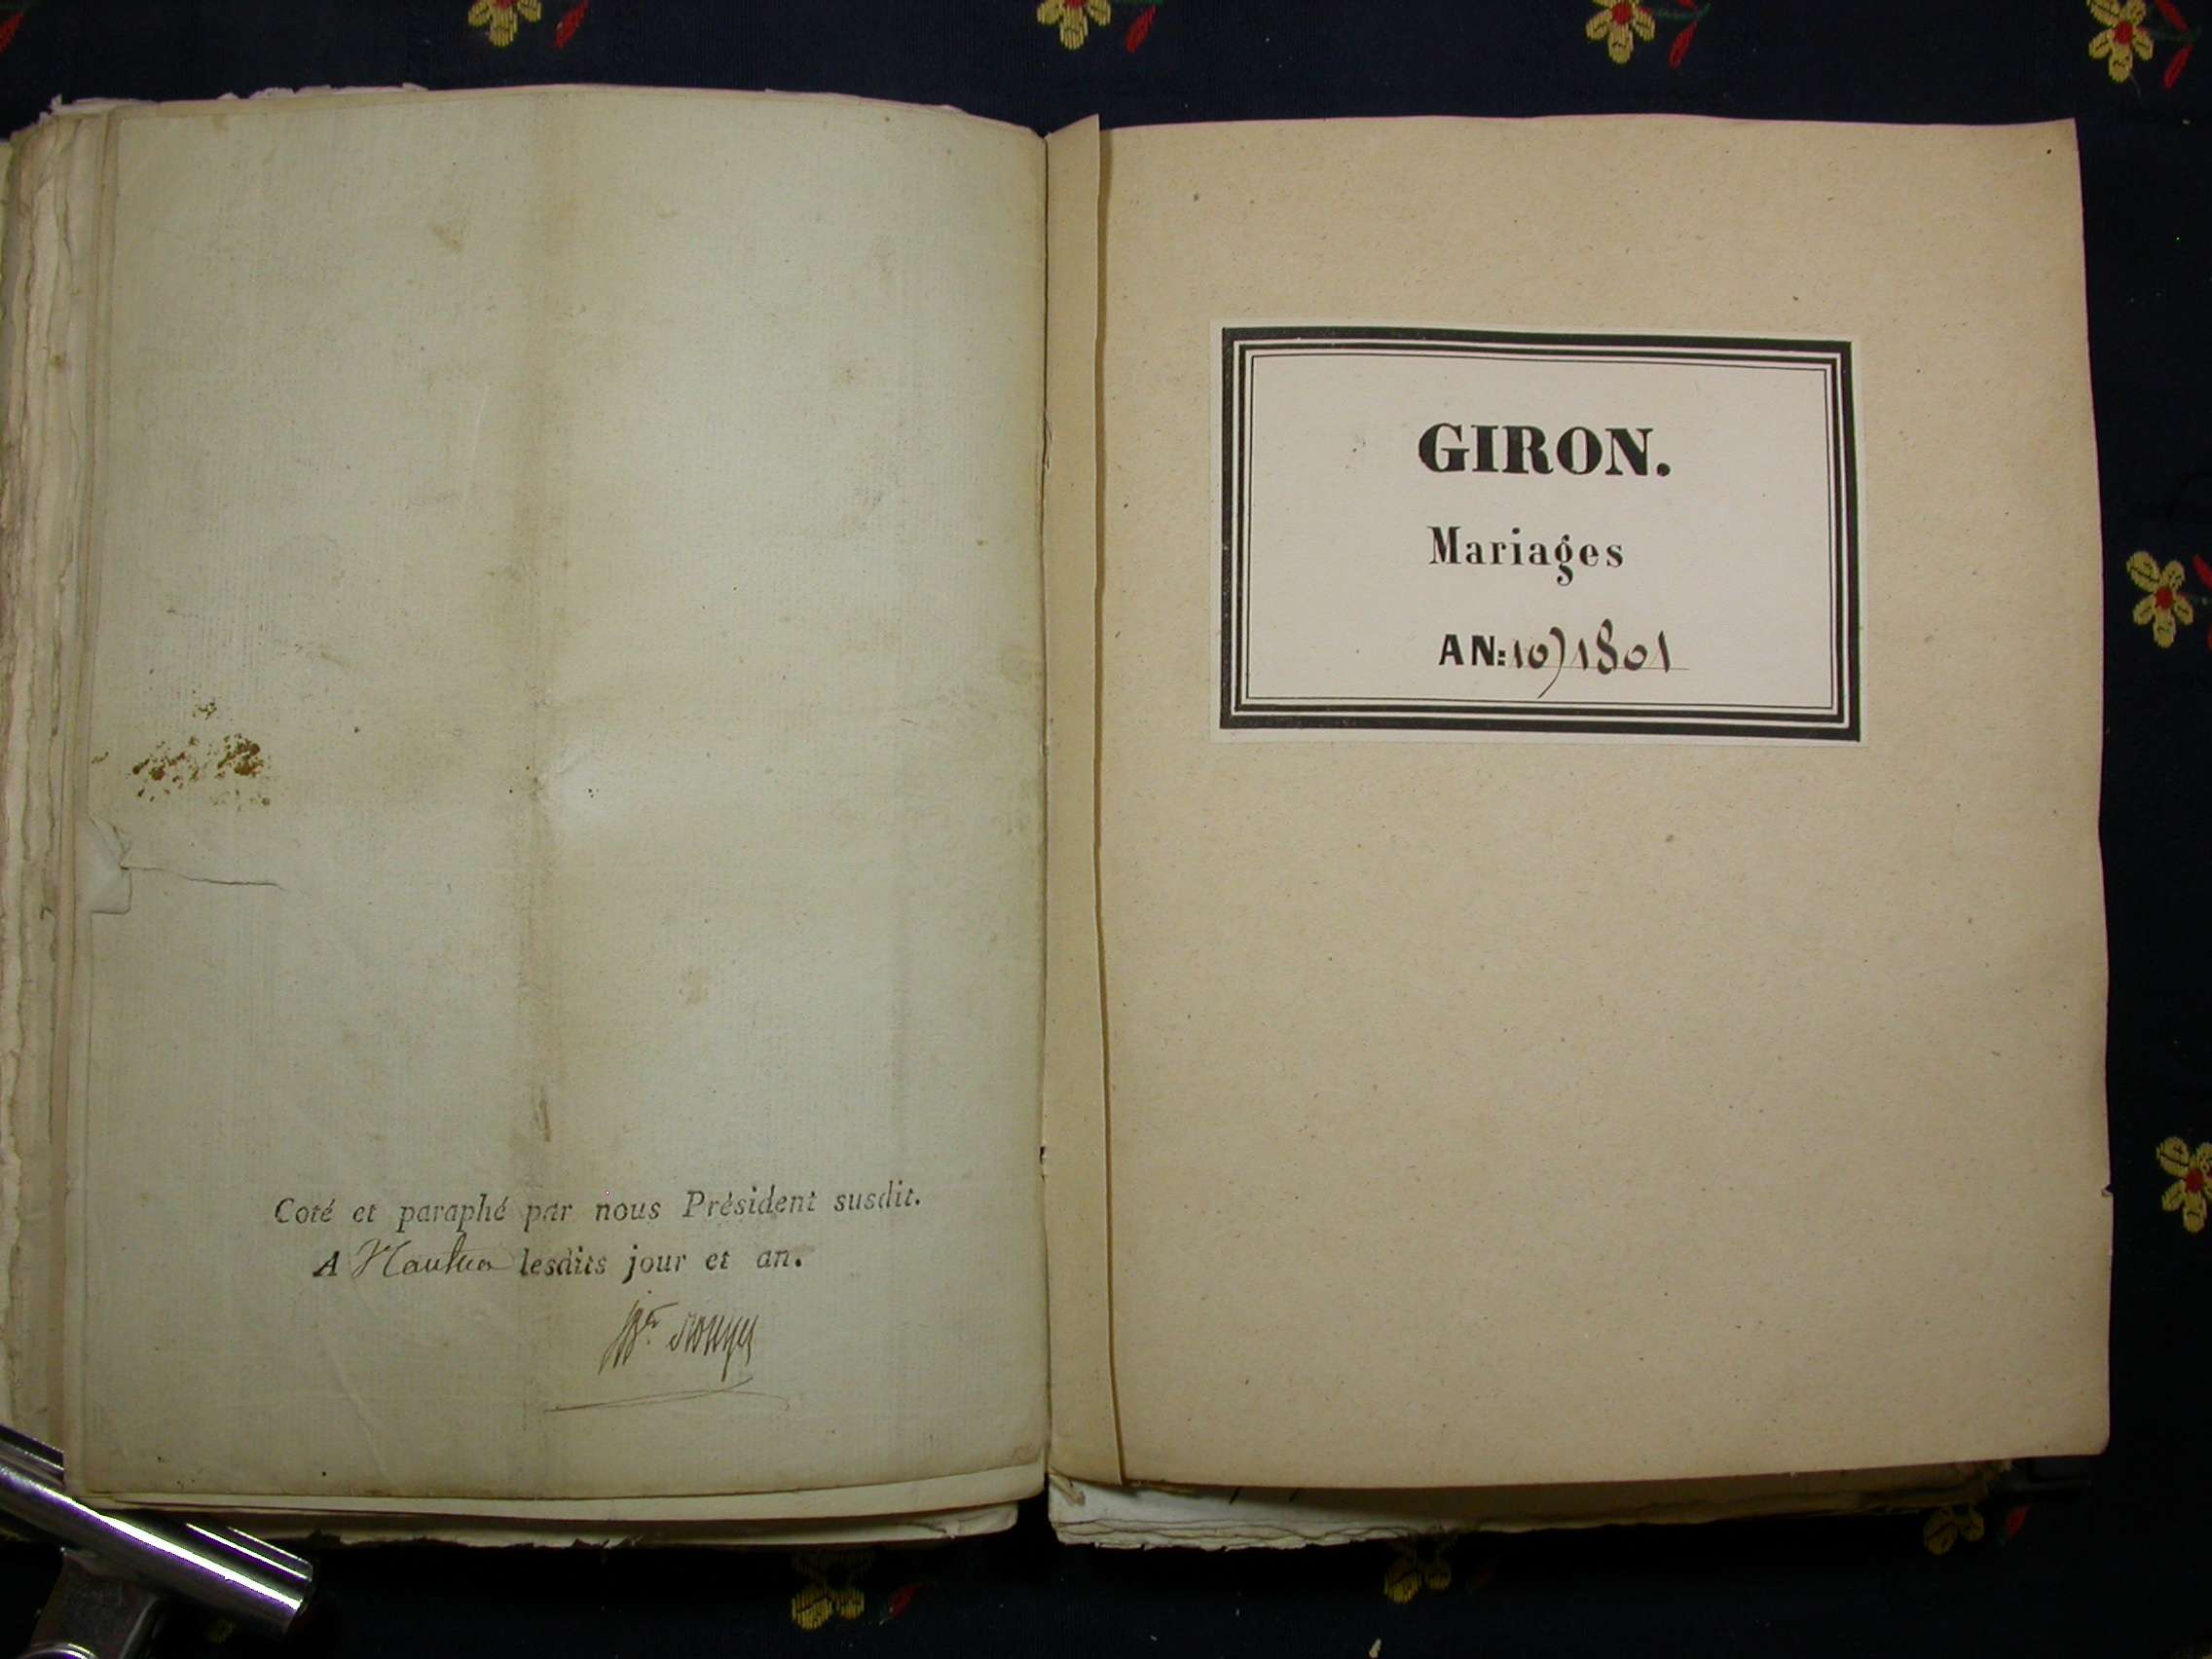 Coté et paraphé par nous Président susdit.
A Nantua lesdits jour et an.
GIRON.
Mariages
AN: 10) 1801